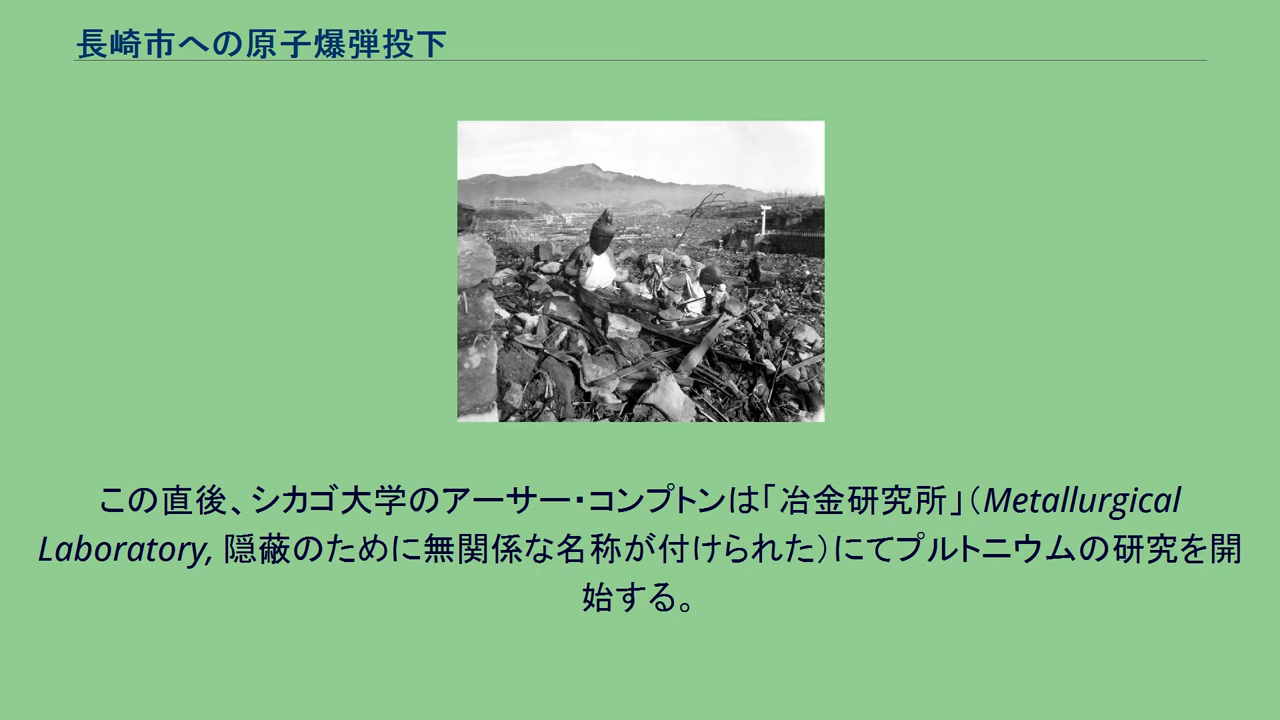 長崎市への原子爆弾投下
この直後、シカゴ大学のアーサー・コンプトンは「冶金研究所」（Metallurgical
Laboratory, 隠蔽のために無関係な名称が付けられた）にてプルトニウムの研究を開
始する。